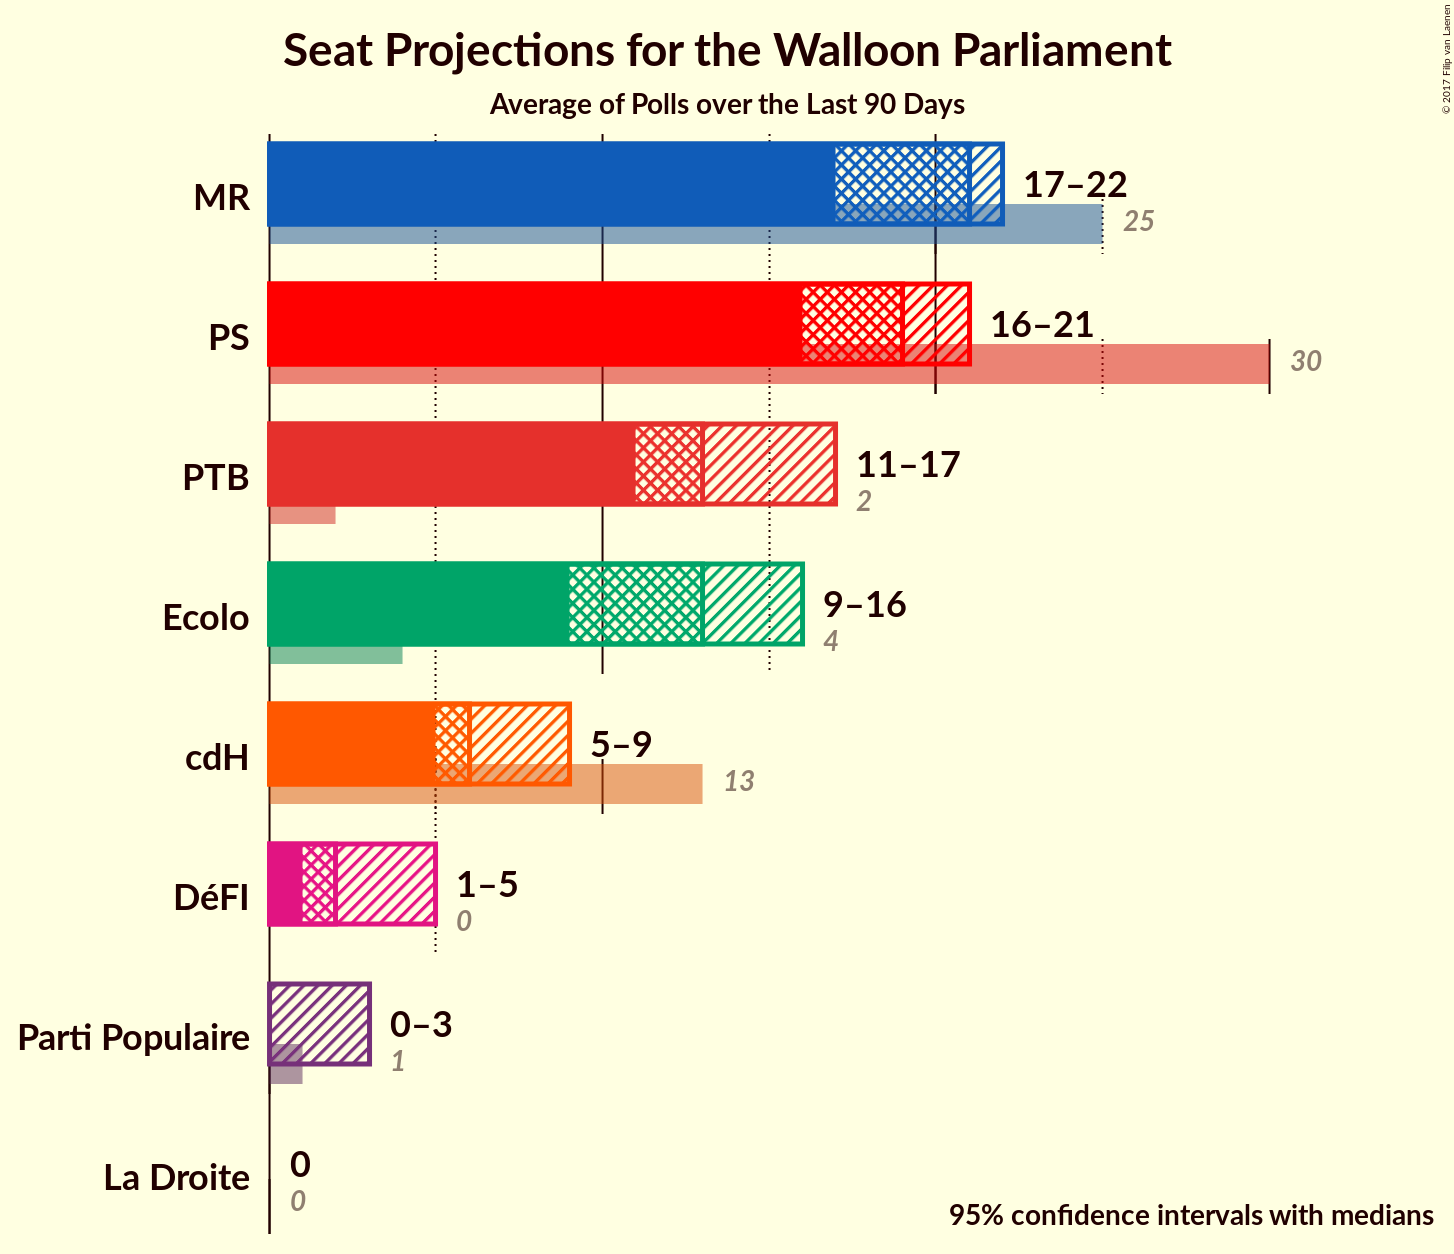 Seat Projections for the Walloon Parliament
Average of Polls over the Last 90 Days
© 2017 Filip van Laenen
MR
17–22
25
PS
16–21
30
PTB
11–17
2
Ecolo
9–16
4
cdH
5–9
13
DéFI
1–5
0
Parti Populaire
0–3
1
La Droite
0
0
95% confidence intervals with medians